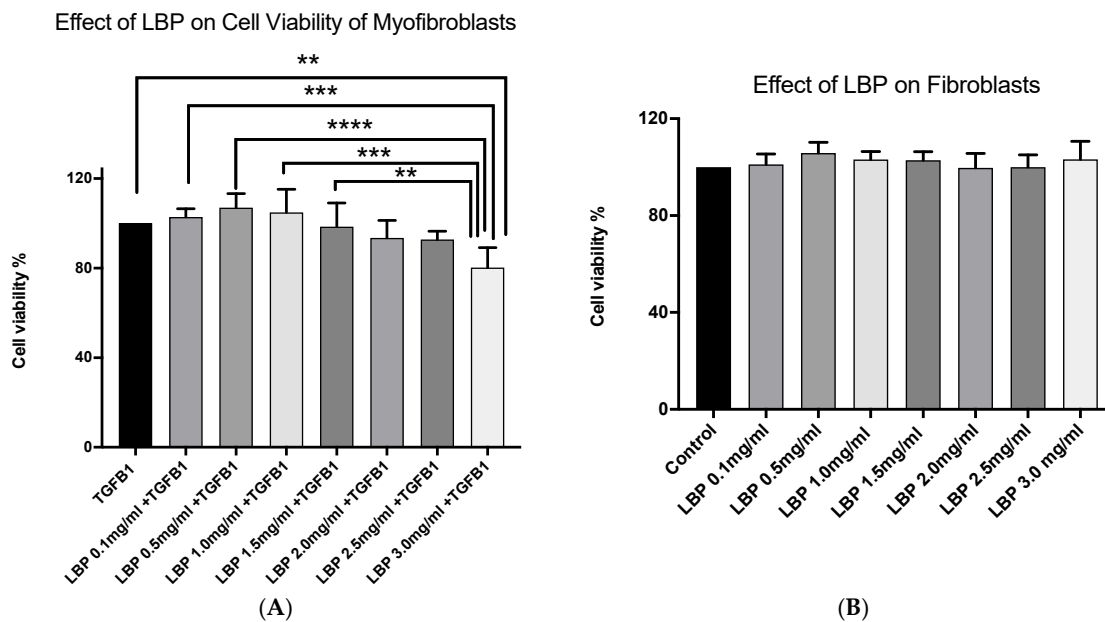 Effect of LBP on Cell Viability of Myofibroblasts
**
***
****
***
**
120
80
40
0
Cell viability %
TGFB1
LBP 0.1mg/ml +TGFB1
LBP 0.5mg/ml +TGFB1
LBP 1.0mg/ml +TGFB1
LBP 1.5mg/ml +TGFB1
LBP 2.0mg/ml +TGFB1
LBP 2.5mg/ml +TGFB1
LBP 3.0mg/ml +TGFB1
(A)
Effect of LBP on Fibroblasts
120
80
40
0
Cell viability %
Control
LBP 0.1mg/ml
LBP 0.5mg/ml
LBP 1.0mg/ml
LBP 1.5mg/ml
LBP 2.0mg/ml
LBP 2.5mg/ml
LBP 3.0 mg/ml
(B)